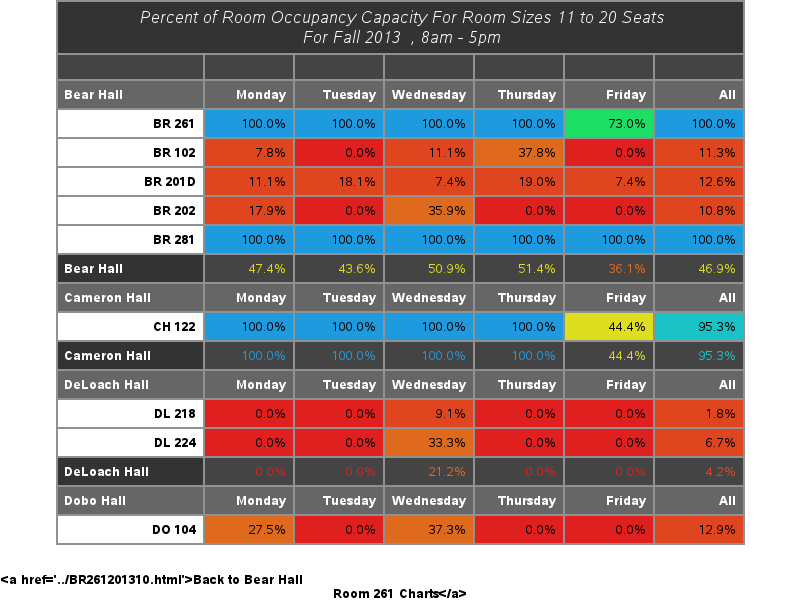 Percent of Room Occupancy Capacity For Room Sizes 11 to 20 Seats
For Fall 2013 , 8am - 5pm
Bear Hall Monday Tuesday Wednesday Thursday Friday All
BR 261 100.0% 100.0% 100.0% 100.0% 73.0% 100.0%
BR 102 7.8% 0.0% 11.1% 37.8% 0.0% 11.3%
BR 201D 11.1% 18.1% 7.4% 19.0% 7.4% 12.6%
BR 202 17.9% 0.0% 35.9% 0.0% 0.0% 10.8%
BR 281 100.0% 100.0% 100.0% 100.0% 100.0% 100.0%
Bear Hall 47.4% 43.6% 50.9% 51.4% 36.1% 46.9%
Cameron Hall Monday Tuesday Wednesday Thursday Friday All
CH 122 100.0% 100.0% 100.0% 100.0% 44.4% 95.3%
Cameron Hall 100.0% 100.0% 100.0% 100.0% 44.4% 95.3%
DeLoach Hall Monday Tuesday Wednesday Thursday Friday All
DL 218 0.0% 0.0% 9.1% 0.0% 0.0% 1.8%
DL 224 0.0% 0.0% 33.3% 0.0% 0.0% 6.7%
DeLoach Hall 0.0% 0.0% 21.2% 0.0% 0.0% 4.2%
Dobo Hall Monday Tuesday Wednesday Thursday Friday All
DO 104 27.5% 0.0% 37.3% 0.0% 0.0% 12.9%
<a href='../BR261201310.html'>Back to Bear Hall
Room 261 Charts</a>